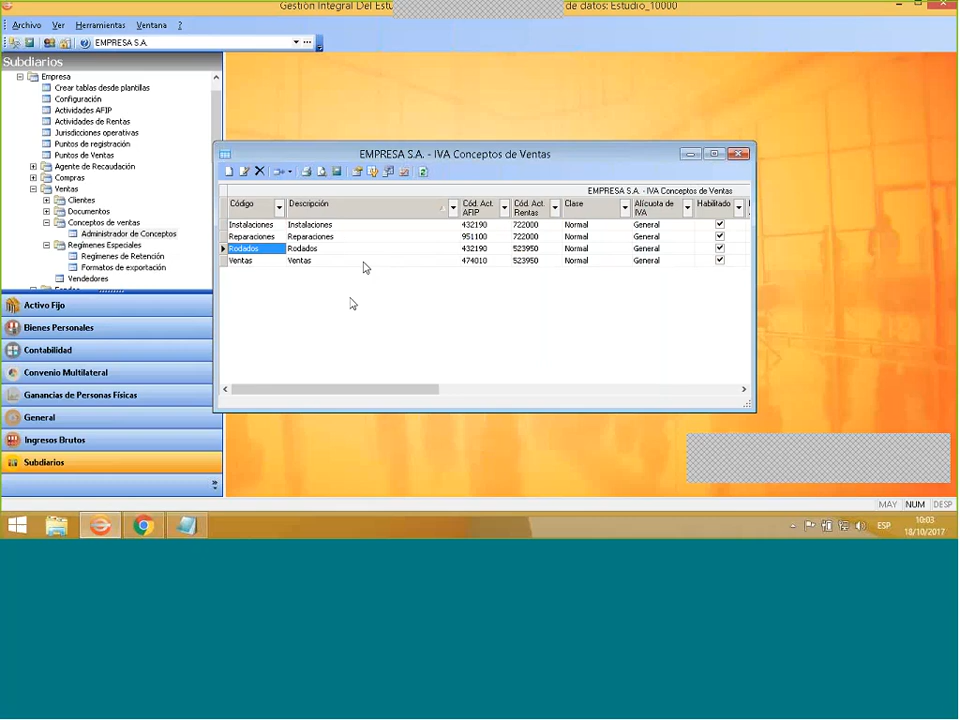 Gestión Integral Del Estu
de datos: Estudio_10000
Archivo Ver Herramientas Ventana ?
EMPRESA S.A.
Subdiarios
Empresa
Crear tablas desde plantillas
Configuración
Actividades AFIP
Actividades de Rentas
Jurisdicciones operativas
Puntos de registración
Puntos de Ventas
Agente de Recaudación
Compras
Ventas
Clientes
Documentos
Conceptos de ventas
Administrador de Conceptos
Regímenes Especiales
Regímenes de Retención
Formatos de exportación
Vendedores
Activo Fijo
Bienes Personales
Contabilidad
Convenio Multilateral
Ganancias de Personas Físicas
General
Ingresos Brutos
Subdiarios
EMPRESA S.A. - IVA Conceptos de Ventas
EMPRESA S.A. - IVA Conceptos de Ventas
Código Descripción Cód. Act. AFIP Cód. Act. Rentas Clase Alícuota de IVA Habilitado
Instalaciones Instalaciones 432190 722000 Normal General
Reparaciones Reparaciones 951100 722000 Normal General
Rodados Rodados 432190 523950 Normal General
Ventas Ventas 474010 523950 Normal General
MAY NUM DESP
ESP
10:03
18/10/2017